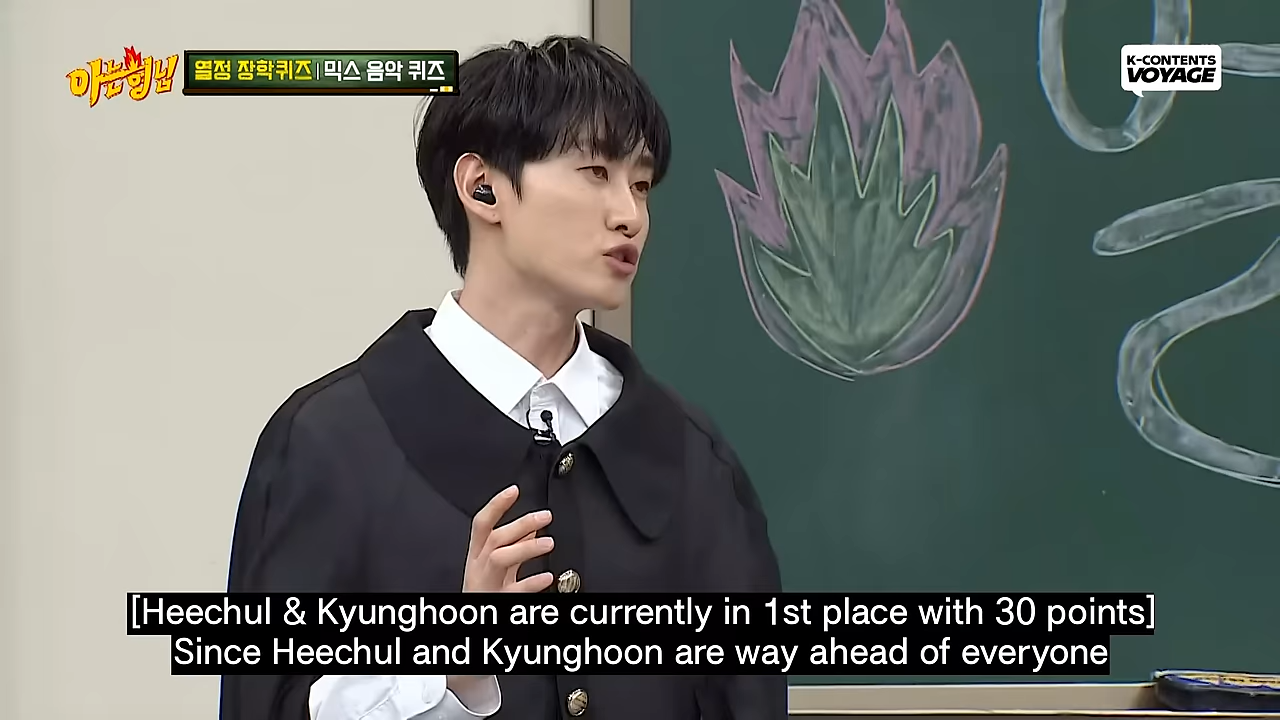 아는형님
열정 장학퀴즈 | 믹스 음악 퀴즈
K-CONTENTS
VOYAGE
[Heechul & Kyunghoon are currently in 1st place with 30 points]
Since Heechul and Kyunghoon are way ahead of everyone